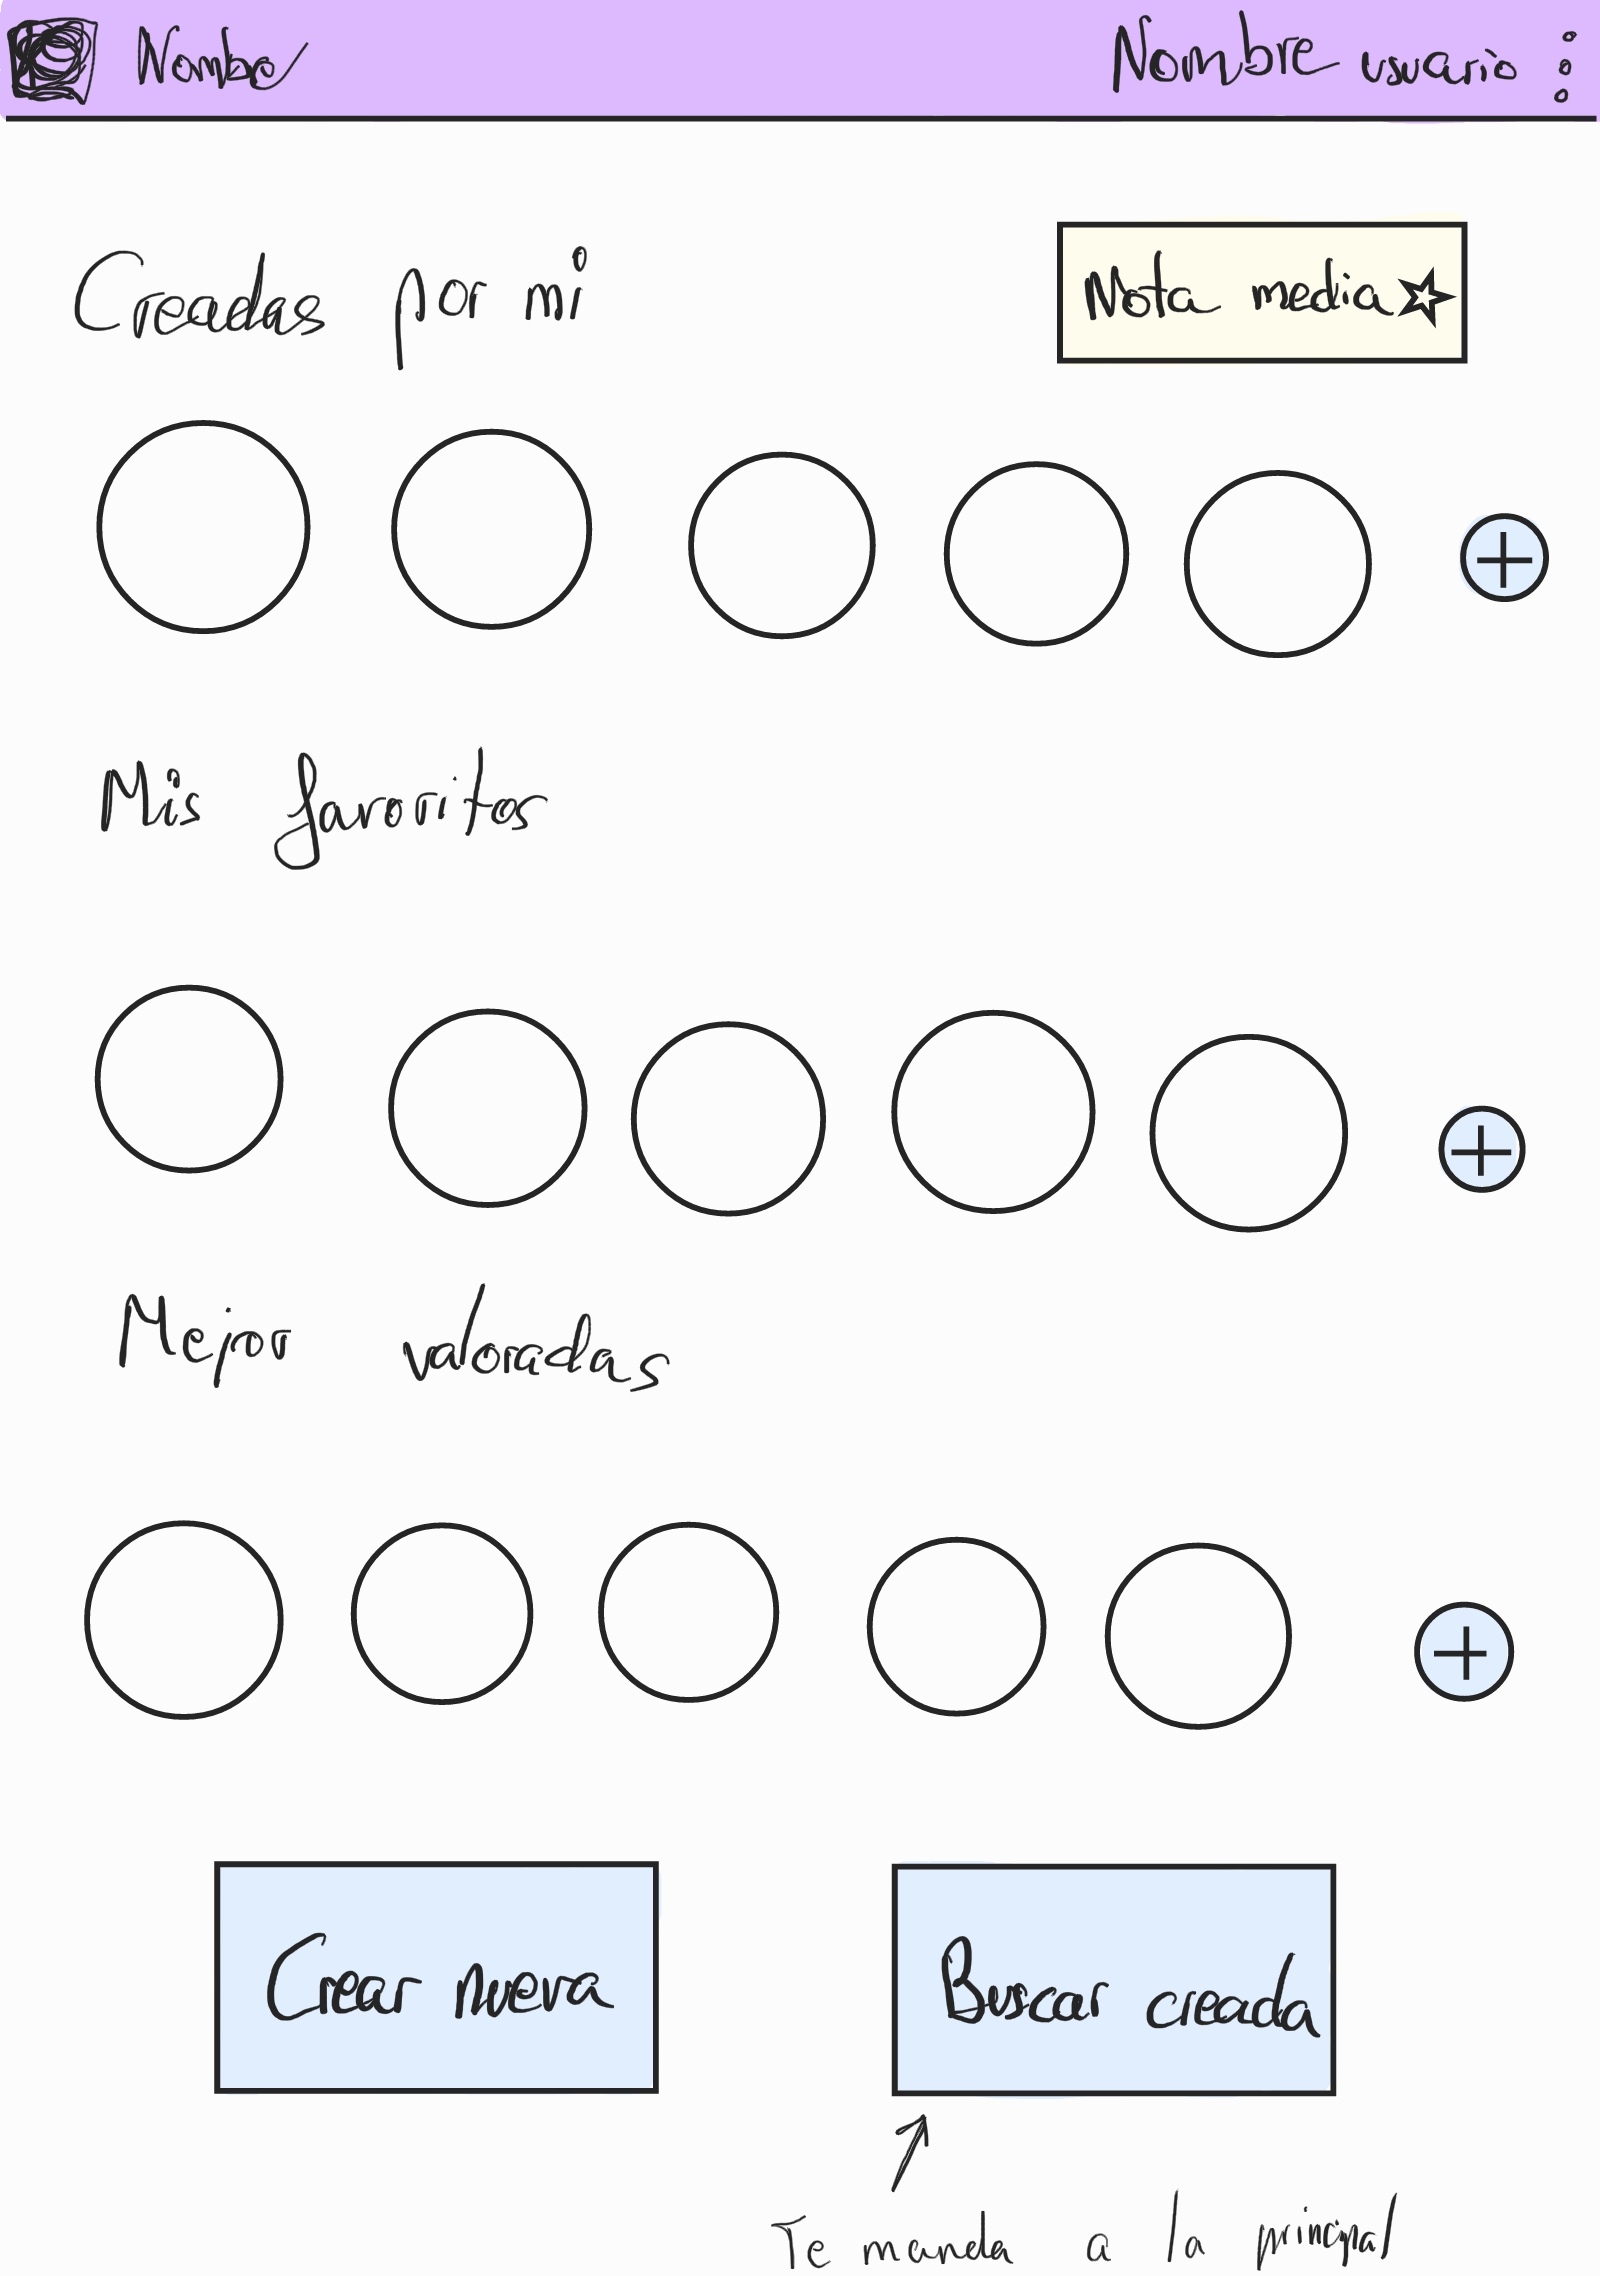 Nombre
Nombre usuario
Creadas por mi
Nota media
Mis favoritos
Mejor valoradas
Crear nueva
Buscar creada
Te manda a la principal